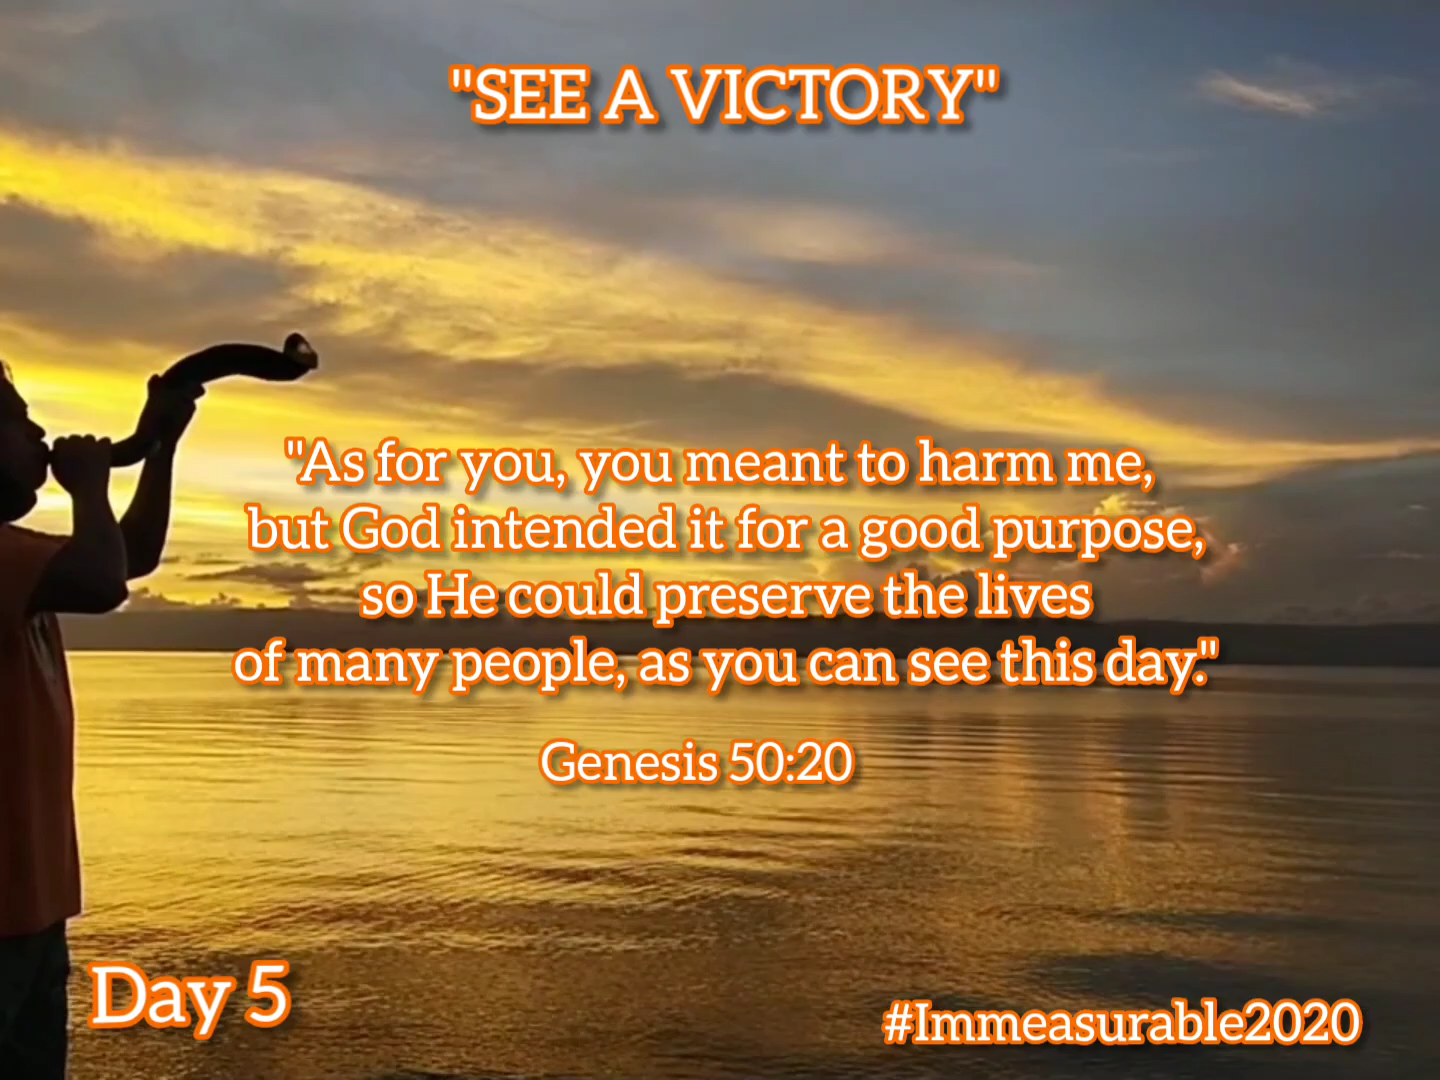 "SEE A VICTORY"
"As for you, you meant to harm me,
but God intended it for a good purpose,
so He could preserve the lives
of many people, as you can see this day."
Genesis 50:20
Day 5
#Immeasurable2020